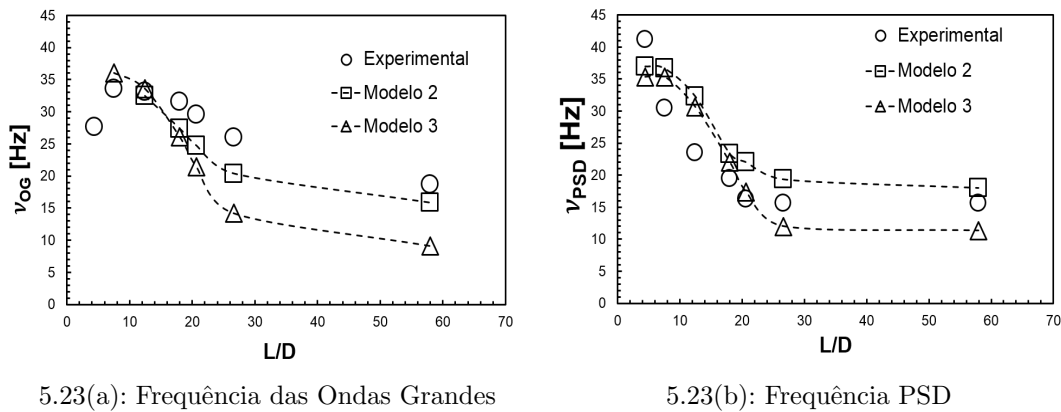 45
40
35
30
25
20
15
10
5
0
ν_OG [Hz]
Experimental
Modelo 2
Modelo 3
0 10 20 30 40 50 60 70
L/D
5.23(a): Frequência das Ondas Grandes
45
40
35
30
25
20
15
10
5
0
ν_PSD [Hz]
Experimental
Modelo 2
Modelo 3
0 10 20 30 40 50 60 70
L/D
5.23(b): Frequência PSD